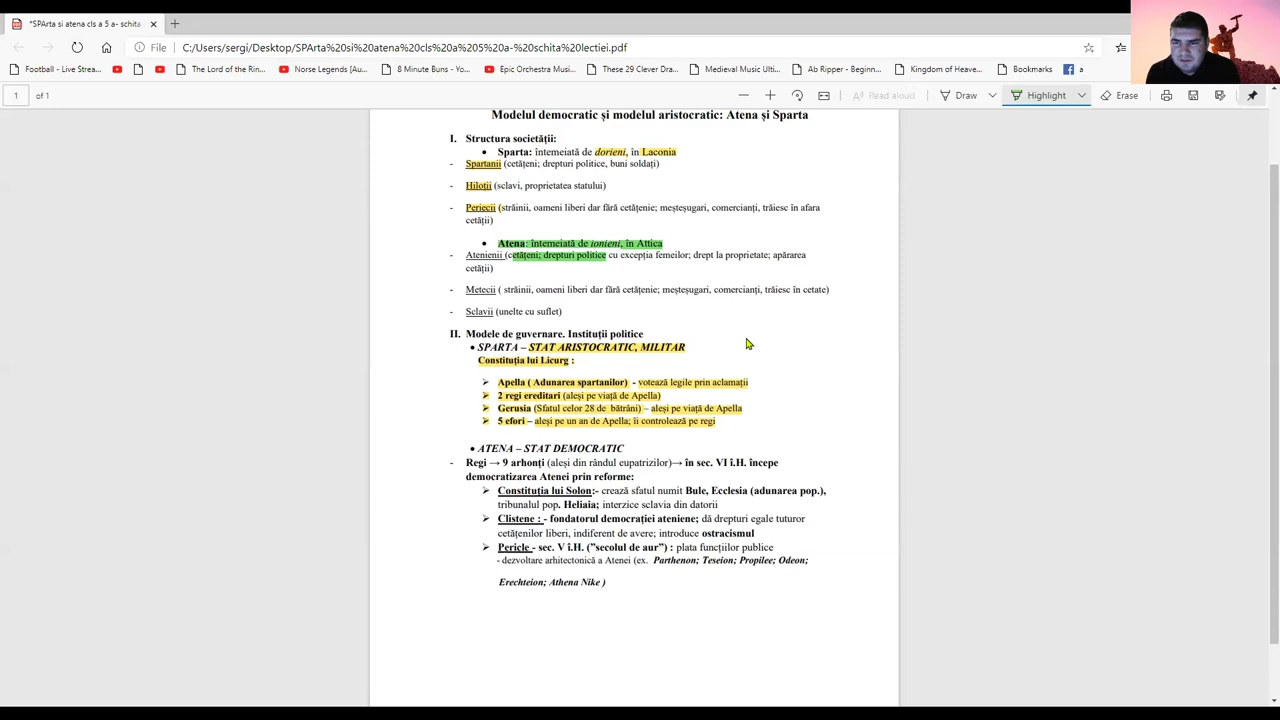 *SPArta si atena cls a 5 a- schita
File
C:/Users/sergi/Desktop/SPArta%20si%20atena%20cls%20a%205%20a-%20schita%20lectiei.pdf
Football - Live Strea...
The Lord of the Rin...
Norse Legends [Au...
8 Minute Buns - Yo...
Epic Orchestra Musi...
These 29 Clever Dra...
Medieval Music Ulti...
Ab Ripper - Beginn...
Kingdom of Heave...
Bookmarks
a
1
of 1
Read aloud
Draw
Highlight
Erase
Modelul democratic și modelul aristocratic: Atena și Sparta
I. Structura societății:
• Sparta: întemeiată de dorieni, în Laconia
- Spartanii (cetățeni; drepturi politice, buni soldați)
- Hiloții (sclavi, proprietatea statului)
- Periecii (străinii, oameni liberi dar fără cetățenie; meșteșugari, comercianți, trăiesc în afara
cetății)
• Atena: întemeiată de ionieni, în Attica
- Atenienii (cetățeni; drepturi politice cu excepția femeilor; drept la proprietate; apărarea
cetății)
- Metecii ( străinii, oameni liberi dar fără cetățenie; meșteșugari, comercianți, trăiesc în cetate)
- Sclavii (unelte cu suflet)
II. Modele de guvernare. Instituții politice
• SPARTA – STAT ARISTOCRATIC, MILITAR
Constituția lui Licurg :
➢ Apella ( Adunarea spartanilor) - votează legile prin aclamații
➢ 2 regi ereditari (aleși pe viață de Apella)
➢ Gerusia (Sfatul celor 28 de bătrâni) – aleși pe viață de Apella
➢ 5 efori – aleși pe un an de Apella; îi controlează pe regi
• ATENA – STAT DEMOCRATIC
- Regi → 9 arhonți (aleși din rândul eupatrizilor)→ în sec. VI î.H. începe
democratizarea Atenei prin reforme:
➢ Constituția lui Solon:- crează sfatul numit Bule, Ecclesia (adunarea pop.),
tribunalul pop. Heliaia; interzice sclavia din datorii
➢ Clistene : - fondatorul democrației ateniene; dă drepturi egale tuturor
cetățenilor liberi, indiferent de avere; introduce ostracismul
➢ Pericle - sec. V î.H. (”secolul de aur”) : plata funcțiilor publice
- dezvoltare arhitectonică a Atenei (ex. Parthenon; Teseion; Propilee; Odeon;
Erechteion; Athena Nike )